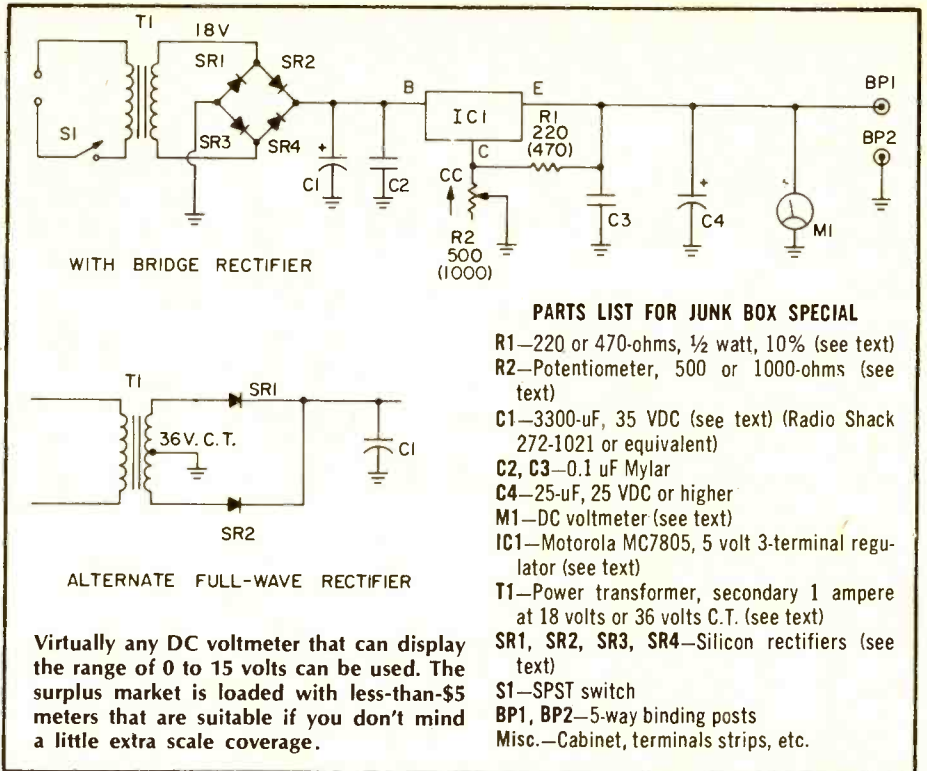 T1
18V
SR1
SR2
SR3
SR4
S1
C1
+
C2
B
IC1
E
C
R1
220
(470)
CC
R2
500
(1000)
C3
+
C4
M1
BP1
BP2
WITH BRIDGE RECTIFIER
T1
SR1
36V. C.T.
+
C1
SR2
ALTERNATE FULL-WAVE RECTIFIER
Virtually any DC voltmeter that can display
the range of 0 to 15 volts can be used. The
surplus market is loaded with less-than-$5
meters that are suitable if you don't mind
a little extra scale coverage.
PARTS LIST FOR JUNK BOX SPECIAL
R1—220 or 470-ohms, ½ watt, 10% (see text)
R2—Potentiometer, 500 or 1000-ohms (see
text)
C1—3300-uF, 35 VDC (see text) (Radio Shack
272-1021 or equivalent)
C2, C3—0.1 uF Mylar
C4—25-uF, 25 VDC or higher
M1—DC voltmeter (see text)
IC1—Motorola MC7805, 5 volt 3-terminal regu-
lator (see text)
T1—Power transformer, secondary 1 ampere
at 18 volts or 36 volts C.T. (see text)
SR1, SR2, SR3, SR4—Silicon rectifiers (see
text)
S1—SPST switch
BP1, BP2—5-way binding posts
Misc.—Cabinet, terminals strips, etc.